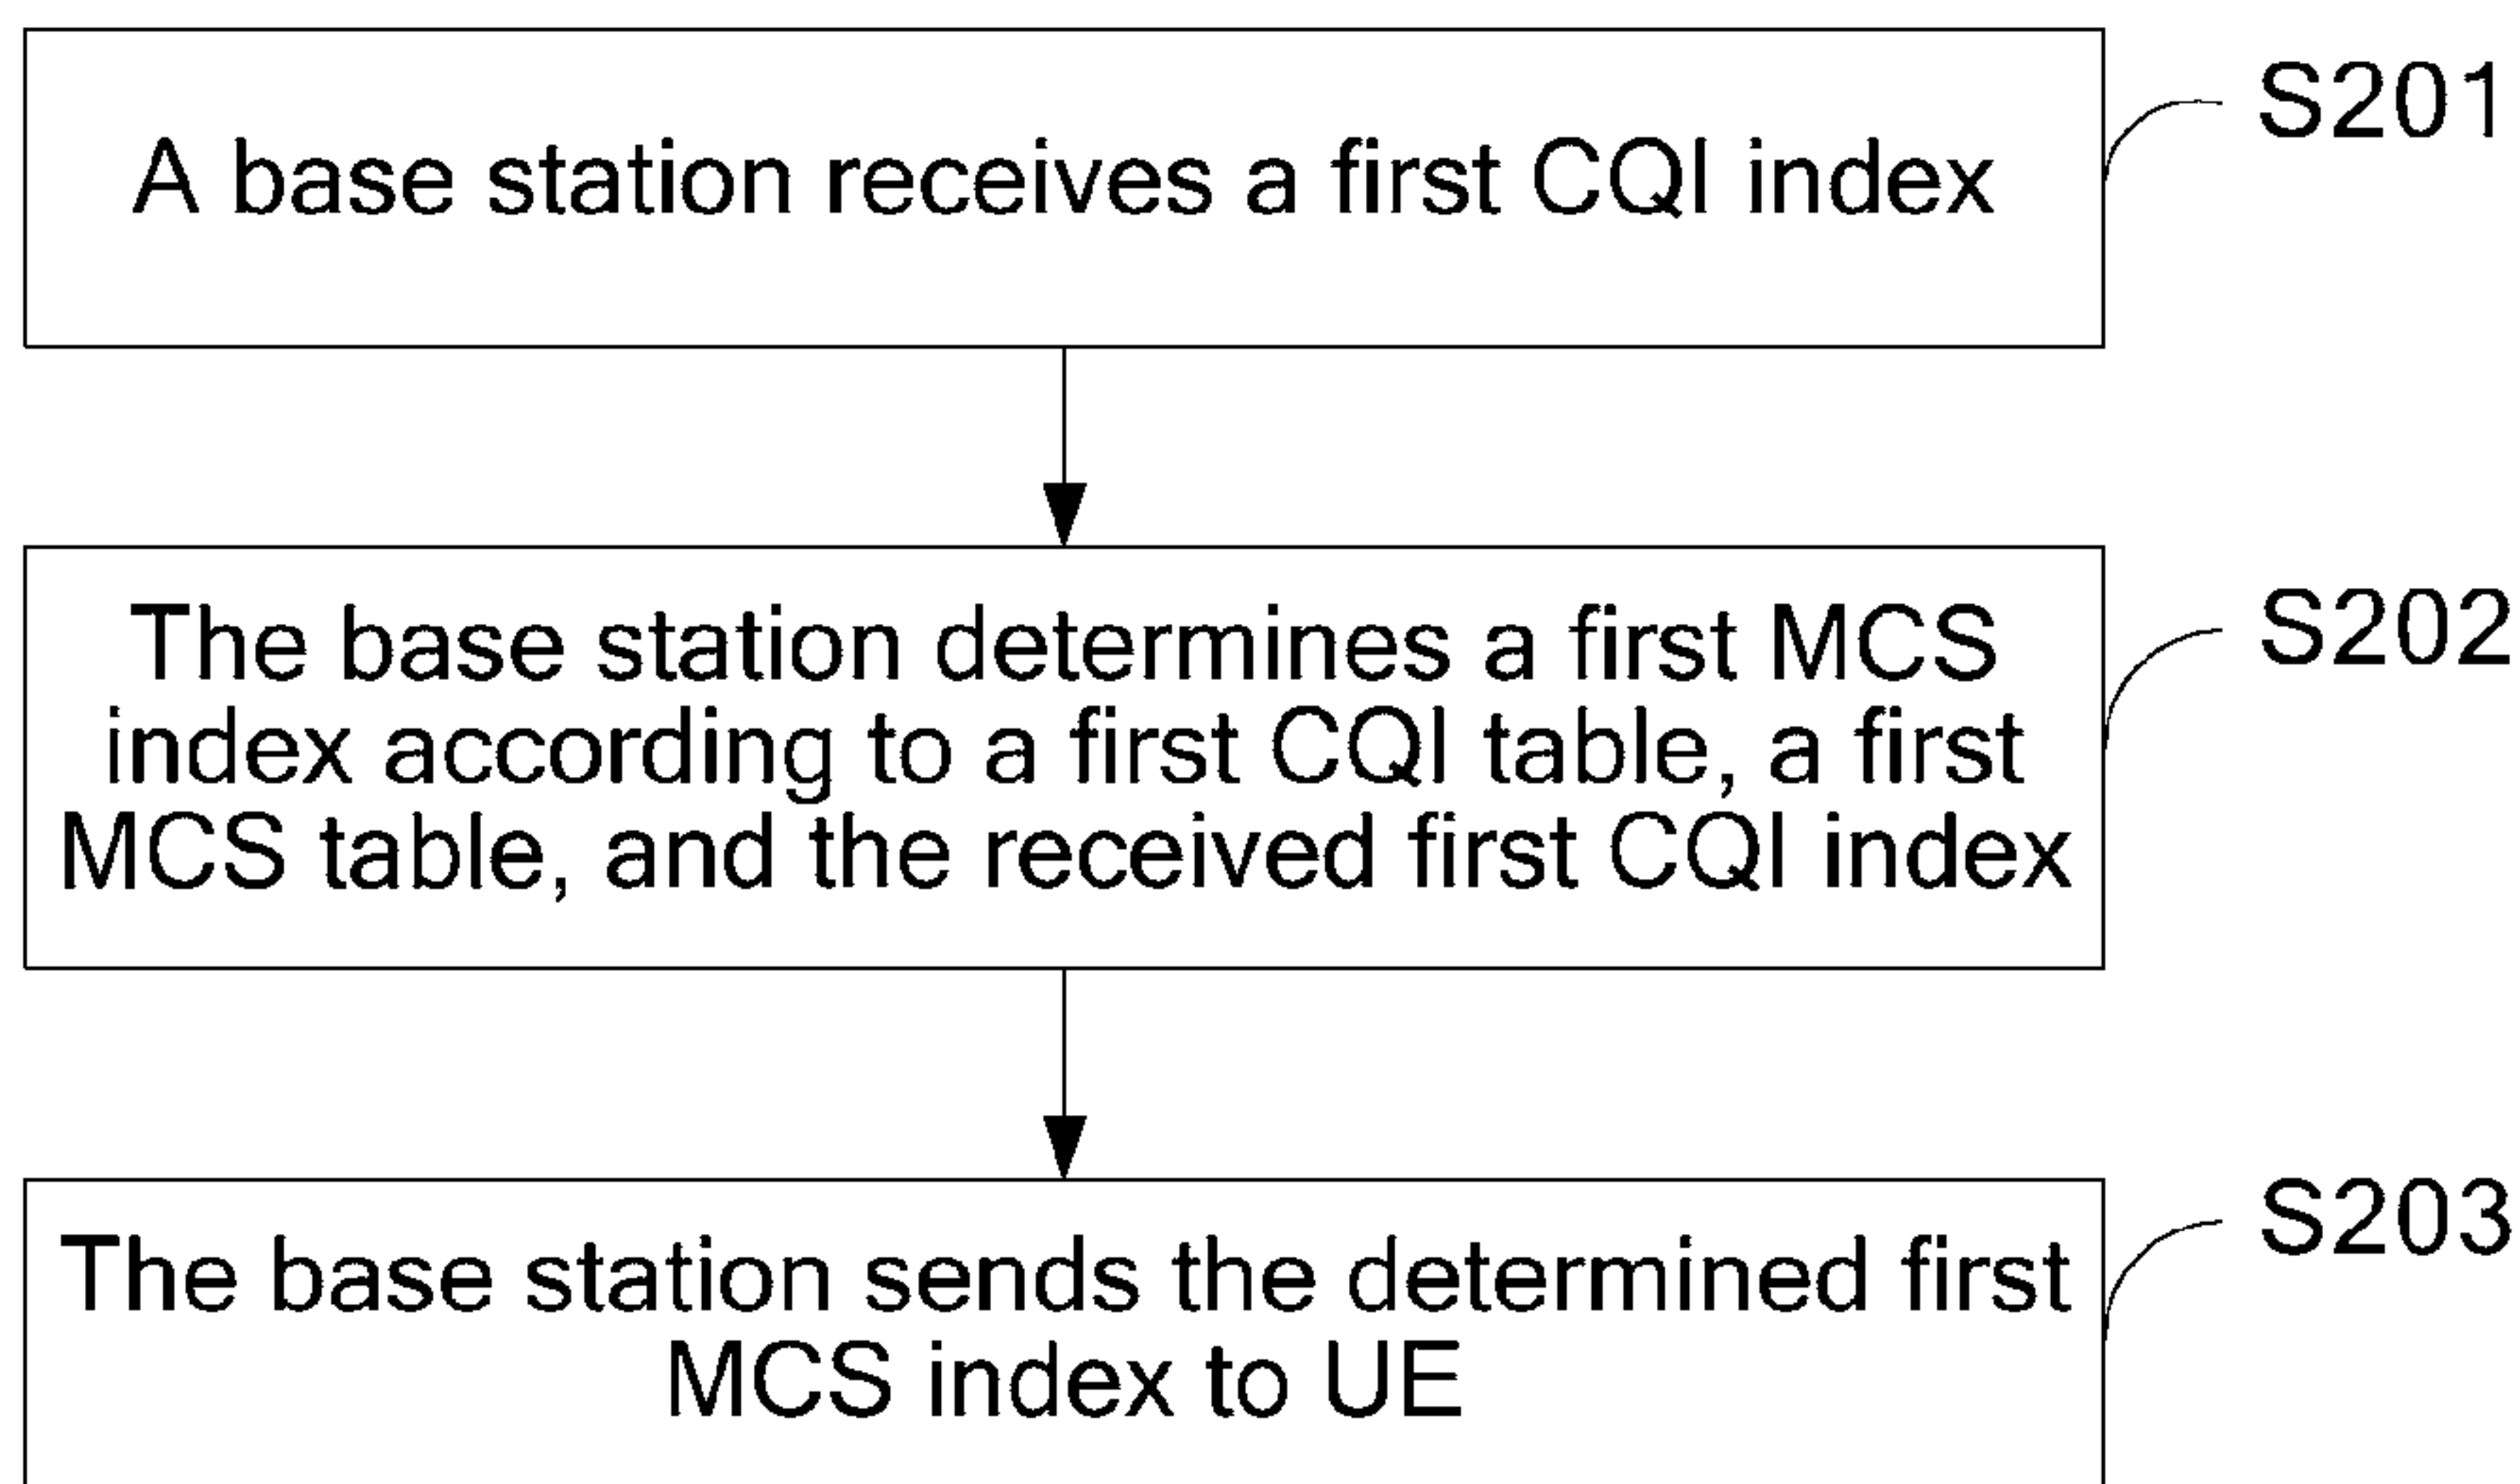 A base station receives a first CQI index
S201
The base station determines a first MCS
index according to a first CQI table, a first
MCS table, and the received first CQI index
S202
The base station sends the determined first
MCS index to UE
S203